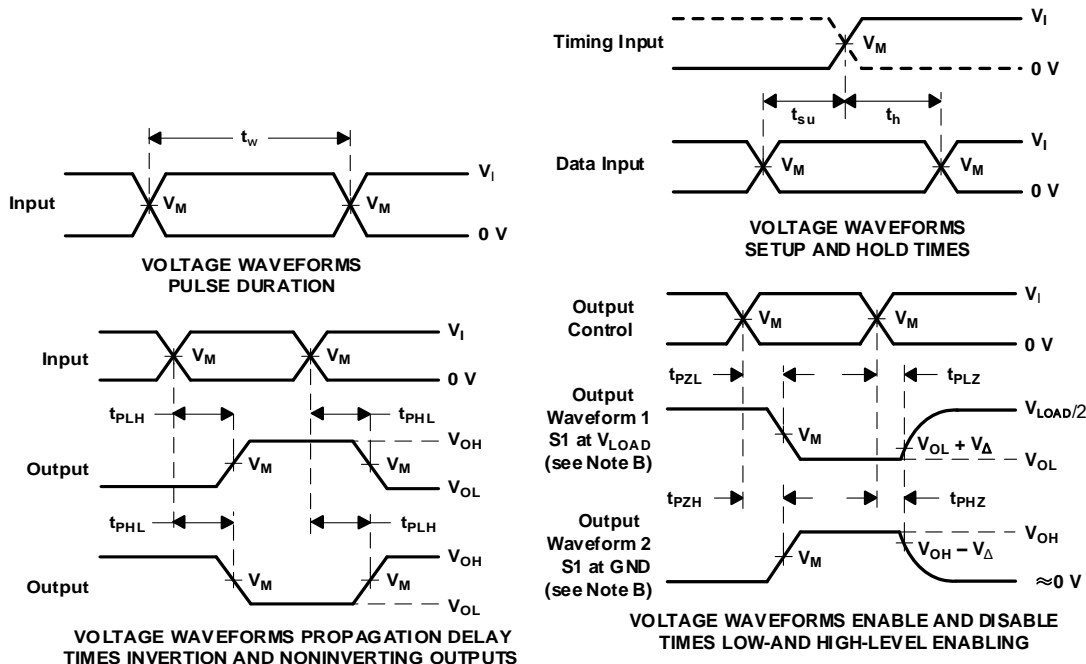 t_w
Input
V_M
V_M
V_I
0 V
VOLTAGE WAVEFORMS
PULSE DURATION
Timing Input
V_M
V_I
0 V
t_su
t_h
Data Input
V_M
V_M
V_I
0 V
VOLTAGE WAVEFORMS
SETUP AND HOLD TIMES
Input
V_M
V_M
V_I
0 V
t_PLH
t_PHL
Output
V_M
V_M
V_OH
V_OL
t_PHL
t_PLH
Output
V_M
V_M
V_OH
V_OL
VOLTAGE WAVEFORMS PROPAGATION DELAY
TIMES INVERTION AND NONINVERTING OUTPUTS
Output
Control
V_M
V_M
V_I
0 V
t_PZL
t_PLZ
Output
Waveform 1
S1 at V_LOAD
(see Note B)
V_M
V_OL + V_Δ
V_LOAD/2
V_OL
t_PZH
t_PHZ
Output
Waveform 2
S1 at GND
(see Note B)
V_M
V_OH – V_Δ
V_OH
≈0 V
VOLTAGE WAVEFORMS ENABLE AND DISABLE
TIMES LOW-AND HIGH-LEVEL ENABLING